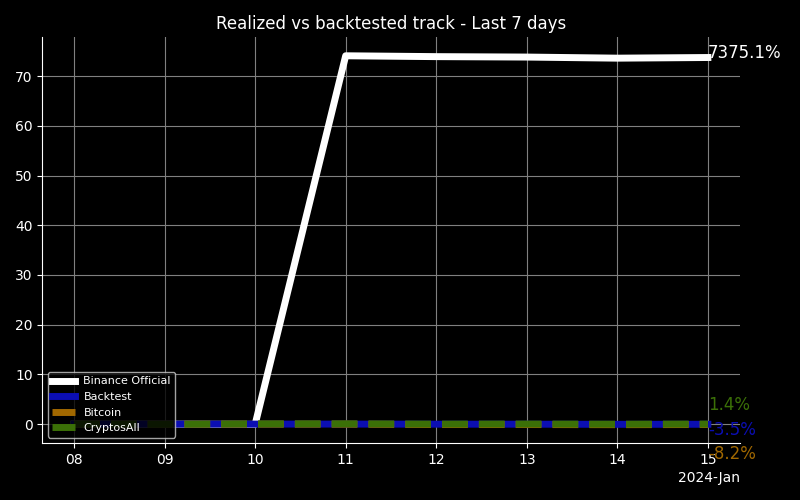 Realized vs backtested track - Last 7 days
7375.1%
70
60
50
40
30
20
10
0
Binance Official
Backtest
Bitcoin
CryptosAll
1.4%
-3.5%
-8.2%
08 09 10 11 12 13 14 15
2024-Jan